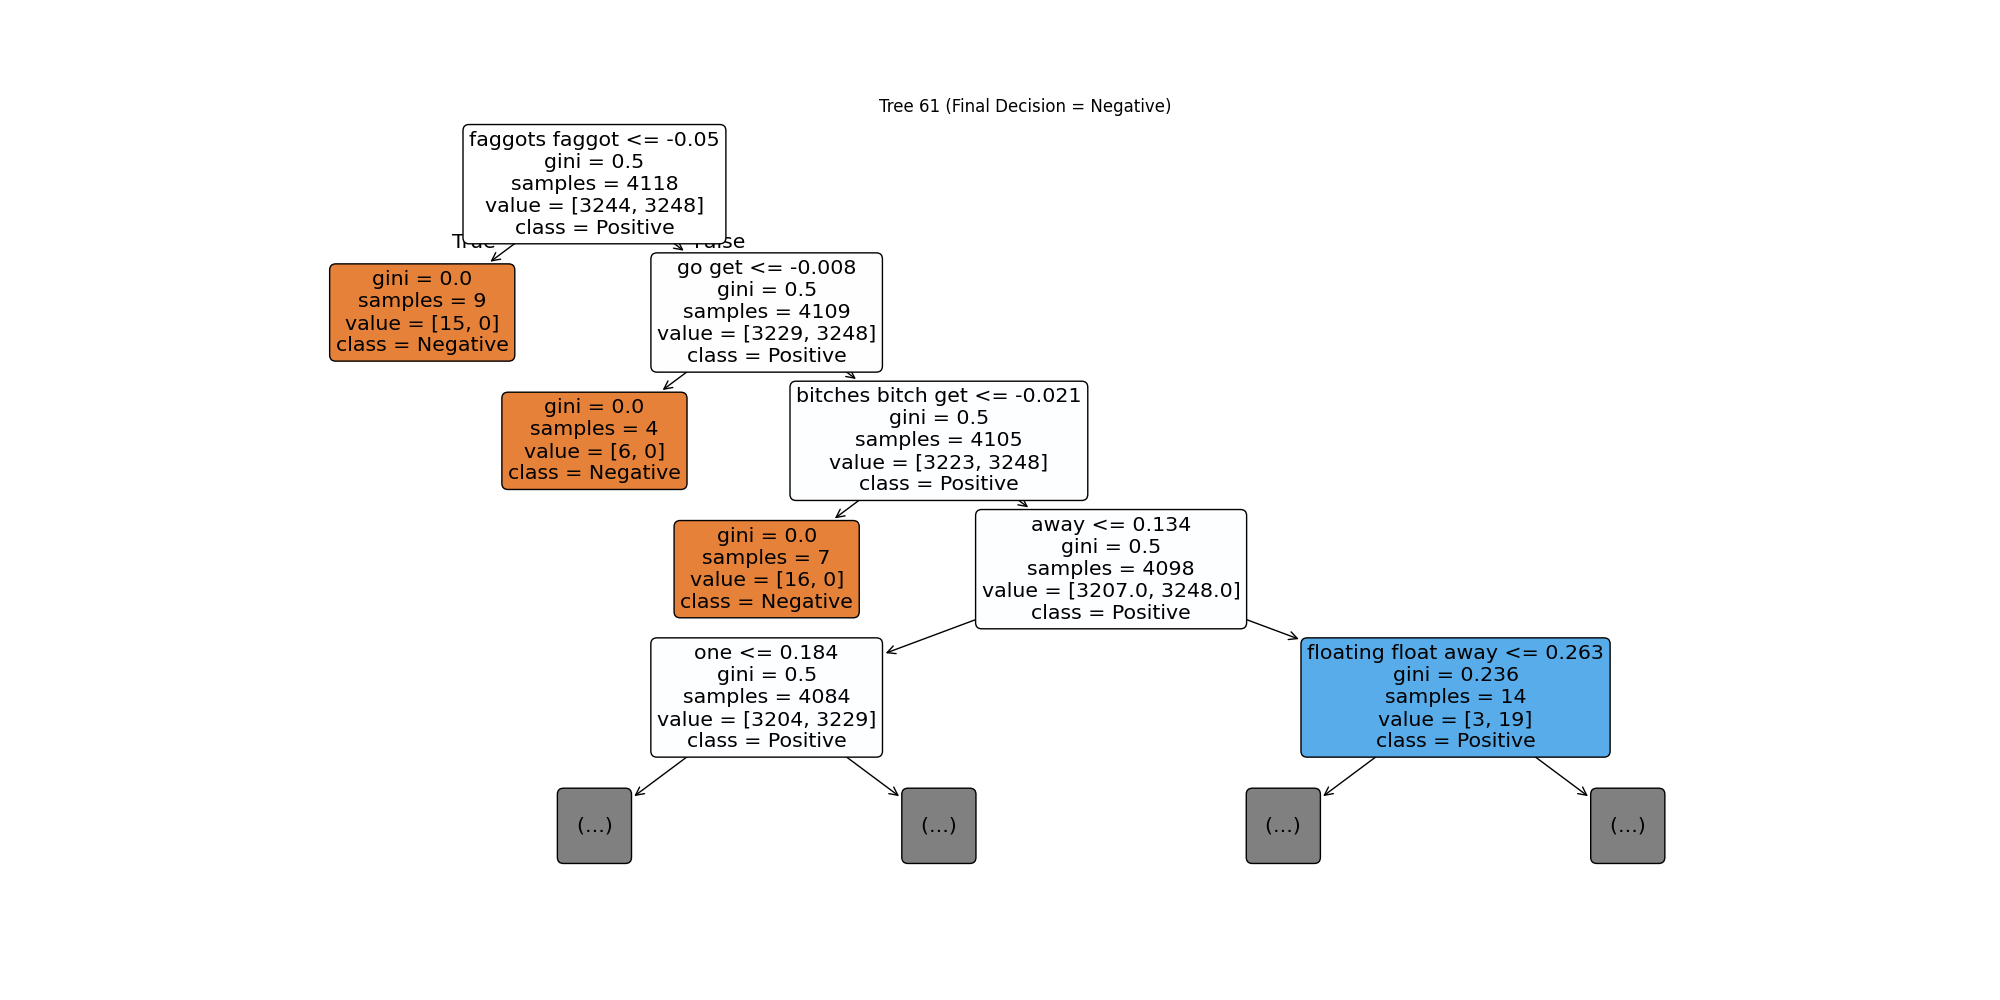 Tree 61 (Final Decision = Negative)
faggots faggot <= -0.05
gini = 0.5
samples = 4118
value = [3244, 3248]
class = Positive
True
False
gini = 0.0
samples = 9
value = [15, 0]
class = Negative
go get <= -0.008
gini = 0.5
samples = 4109
value = [3229, 3248]
class = Positive
gini = 0.0
samples = 4
value = [6, 0]
class = Negative
bitches bitch get <= -0.021
gini = 0.5
samples = 4105
value = [3223, 3248]
class = Positive
gini = 0.0
samples = 7
value = [16, 0]
class = Negative
away <= 0.134
gini = 0.5
samples = 4098
value = [3207.0, 3248.0]
class = Positive
one <= 0.184
gini = 0.5
samples = 4084
value = [3204, 3229]
class = Positive
floating float away <= 0.263
gini = 0.236
samples = 14
value = [3, 19]
class = Positive
(...)
(...)
(...)
(...)